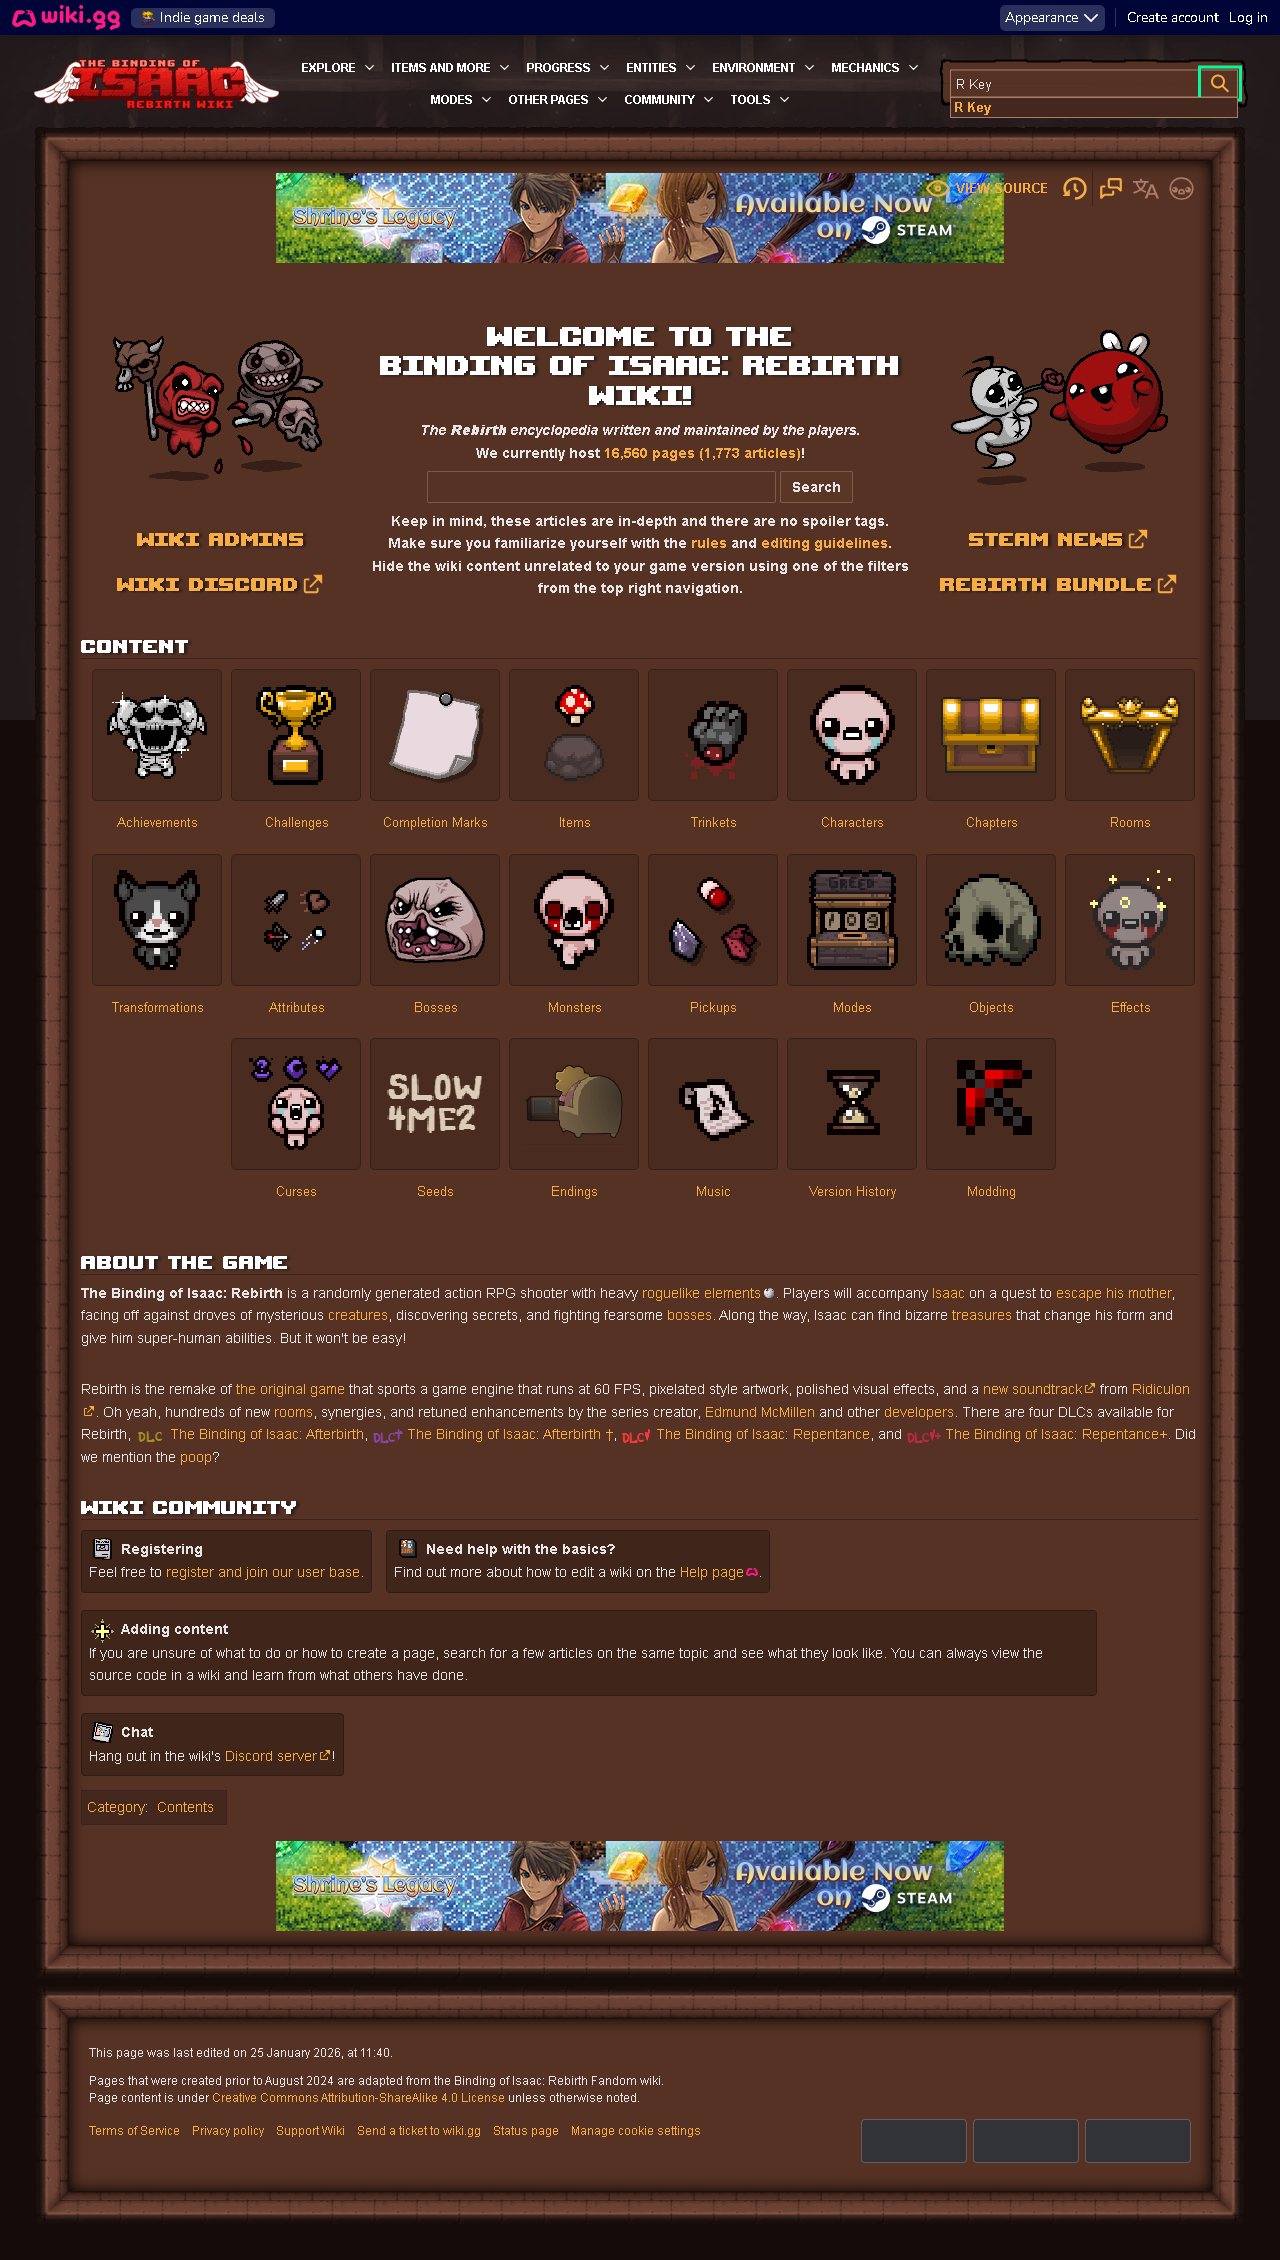 wiki.gg
Indie game deals
Appearance
Create account
Log in
THE BINDING OF
ISAAC
REBIRTH WIKI
EXPLORE
ITEMS AND MORE
PROGRESS
ENTITIES
ENVIRONMENT
MECHANICS
MODES
OTHER PAGES
COMMUNITY
TOOLS
R Key
R Key
Shrine's Legacy
Available Now
on STEAM
VIEW SOURCE
WELCOME TO THE
BINDING OF ISAAC: REBIRTH
WIKI!
The Rebirth encyclopedia written and maintained by the players.
We currently host 16,560 pages (1,773 articles)!
Search
Keep in mind, these articles are in-depth and there are no spoiler tags.
Make sure you familiarize yourself with the rules and editing guidelines.
Hide the wiki content unrelated to your game version using one of the filters
from the top right navigation.
WIKI ADMINS
WIKI DISCORD
STEAM NEWS
REBIRTH BUNDLE
CONTENT
Achievements
Challenges
Completion Marks
Items
Trinkets
Characters
Chapters
Rooms
GREED
109
Transformations
Attributes
Bosses
Monsters
Pickups
Modes
Objects
Effects
SLOW
4ME2
Curses
Seeds
Endings
Music
Version History
Modding
ABOUT THE GAME
The Binding of Isaac: Rebirth is a randomly generated action RPG shooter with heavy roguelike elements. Players will accompany Isaac on a quest to escape his mother,
facing off against droves of mysterious creatures, discovering secrets, and fighting fearsome bosses. Along the way, Isaac can find bizarre treasures that change his form and
give him super-human abilities. But it won't be easy!
Rebirth is the remake of the original game that sports a game engine that runs at 60 FPS, pixelated style artwork, polished visual effects, and a new soundtrack from Ridiculon
. Oh yeah, hundreds of new rooms, synergies, and retuned enhancements by the series creator, Edmund McMillen and other developers. There are four DLCs available for
Rebirth, DLC The Binding of Isaac: Afterbirth, DLC† The Binding of Isaac: Afterbirth †, DLC The Binding of Isaac: Repentance, and DLC+ The Binding of Isaac: Repentance+. Did
we mention the poop?
WIKI COMMUNITY
Registering
Feel free to register and join our user base.
Need help with the basics?
Find out more about how to edit a wiki on the Help page.
Adding content
If you are unsure of what to do or how to create a page, search for a few articles on the same topic and see what they look like. You can always view the
source code in a wiki and learn from what others have done.
Chat
Hang out in the wiki's Discord server!
Category: Contents
Shrine's Legacy
Available Now
on STEAM
This page was last edited on 25 January 2026, at 11:40.
Pages that were created prior to August 2024 are adapted from the Binding of Isaac: Rebirth Fandom wiki.
Page content is under Creative Commons Attribution-ShareAlike 4.0 License unless otherwise noted.
Terms of Service
Privacy policy
Support Wiki
Send a ticket to wiki.gg
Status page
Manage cookie settings